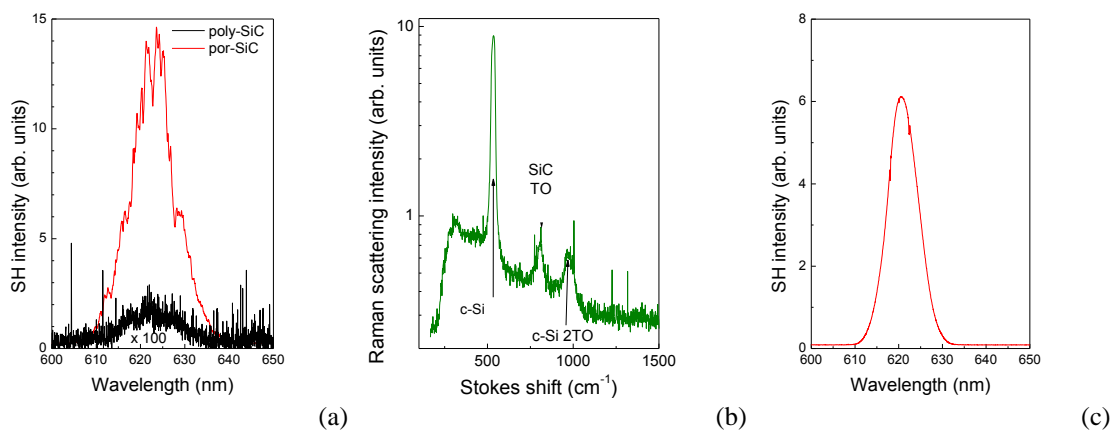 15
10
5
0
600 610 620 630 640 650
SH intensity (arb. units)
Wavelength (nm)
poly-SiC
por-SiC
x 100
(a)
10
1
500 1000 1500
Raman scattering intensity (arb. units)
Stokes shift (cm⁻¹)
SiC
TO
c-Si
c-Si 2TO
(b)
8
6
4
2
0
600 610 620 630 640 650
SH intensity (arb. units)
Wavelength (nm)
(c)